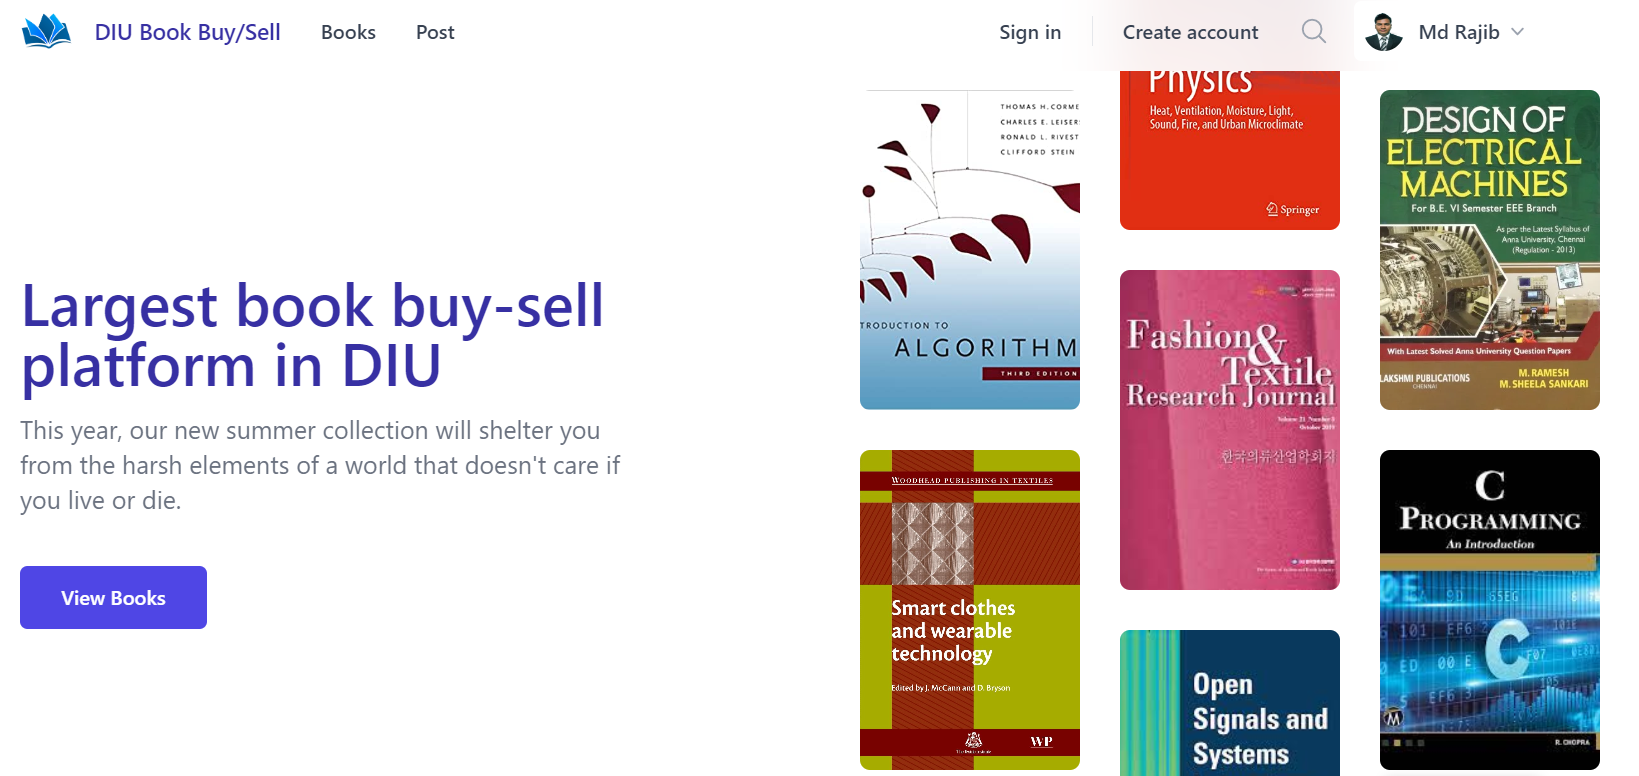 DIU Book Buy/Sell
Books
Post
Sign in
Create account
Md Rajib
Largest book buy-sell
platform in DIU
This year, our new summer collection will shelter you
from the harsh elements of a world that doesn't care if
you live or die.
View Books
THOMAS H. CORME
CHARLES E. LEISER
RONALD L. RIVEST
CLIFFORD STEIN
TRODUCTION TO
ALGORITHM
THIRD EDITION
WOODHEAD PUBLISHING IN TEXTILES
Smart clothes
and wearable
technology
Edited by J. McCann and D. Bryson
WP
Physics
Heat, Ventilation, Moisture, Light,
Sound, Fire, and Urban Microclimate
Springer
Fashion&
Textile
Research Journal
Volume 21 Number 5
October 2019
한국의류산업학회지
Open
Signals and
Systems
DESIGN OF
ELECTRICAL
MACHINES
For B.E. VI Semester EEE Branch
As per the Latest Syllabus of
Anna University, Chennai
(Regulation - 2013)
With Latest Solved Anna University Question Papers
LAKSHMI PUBLICATIONS
CHENNAI
M. RAMESH
M. SHEELA SANKARI
C
PROGRAMMING
An Introduction
C
R. CHOPRA